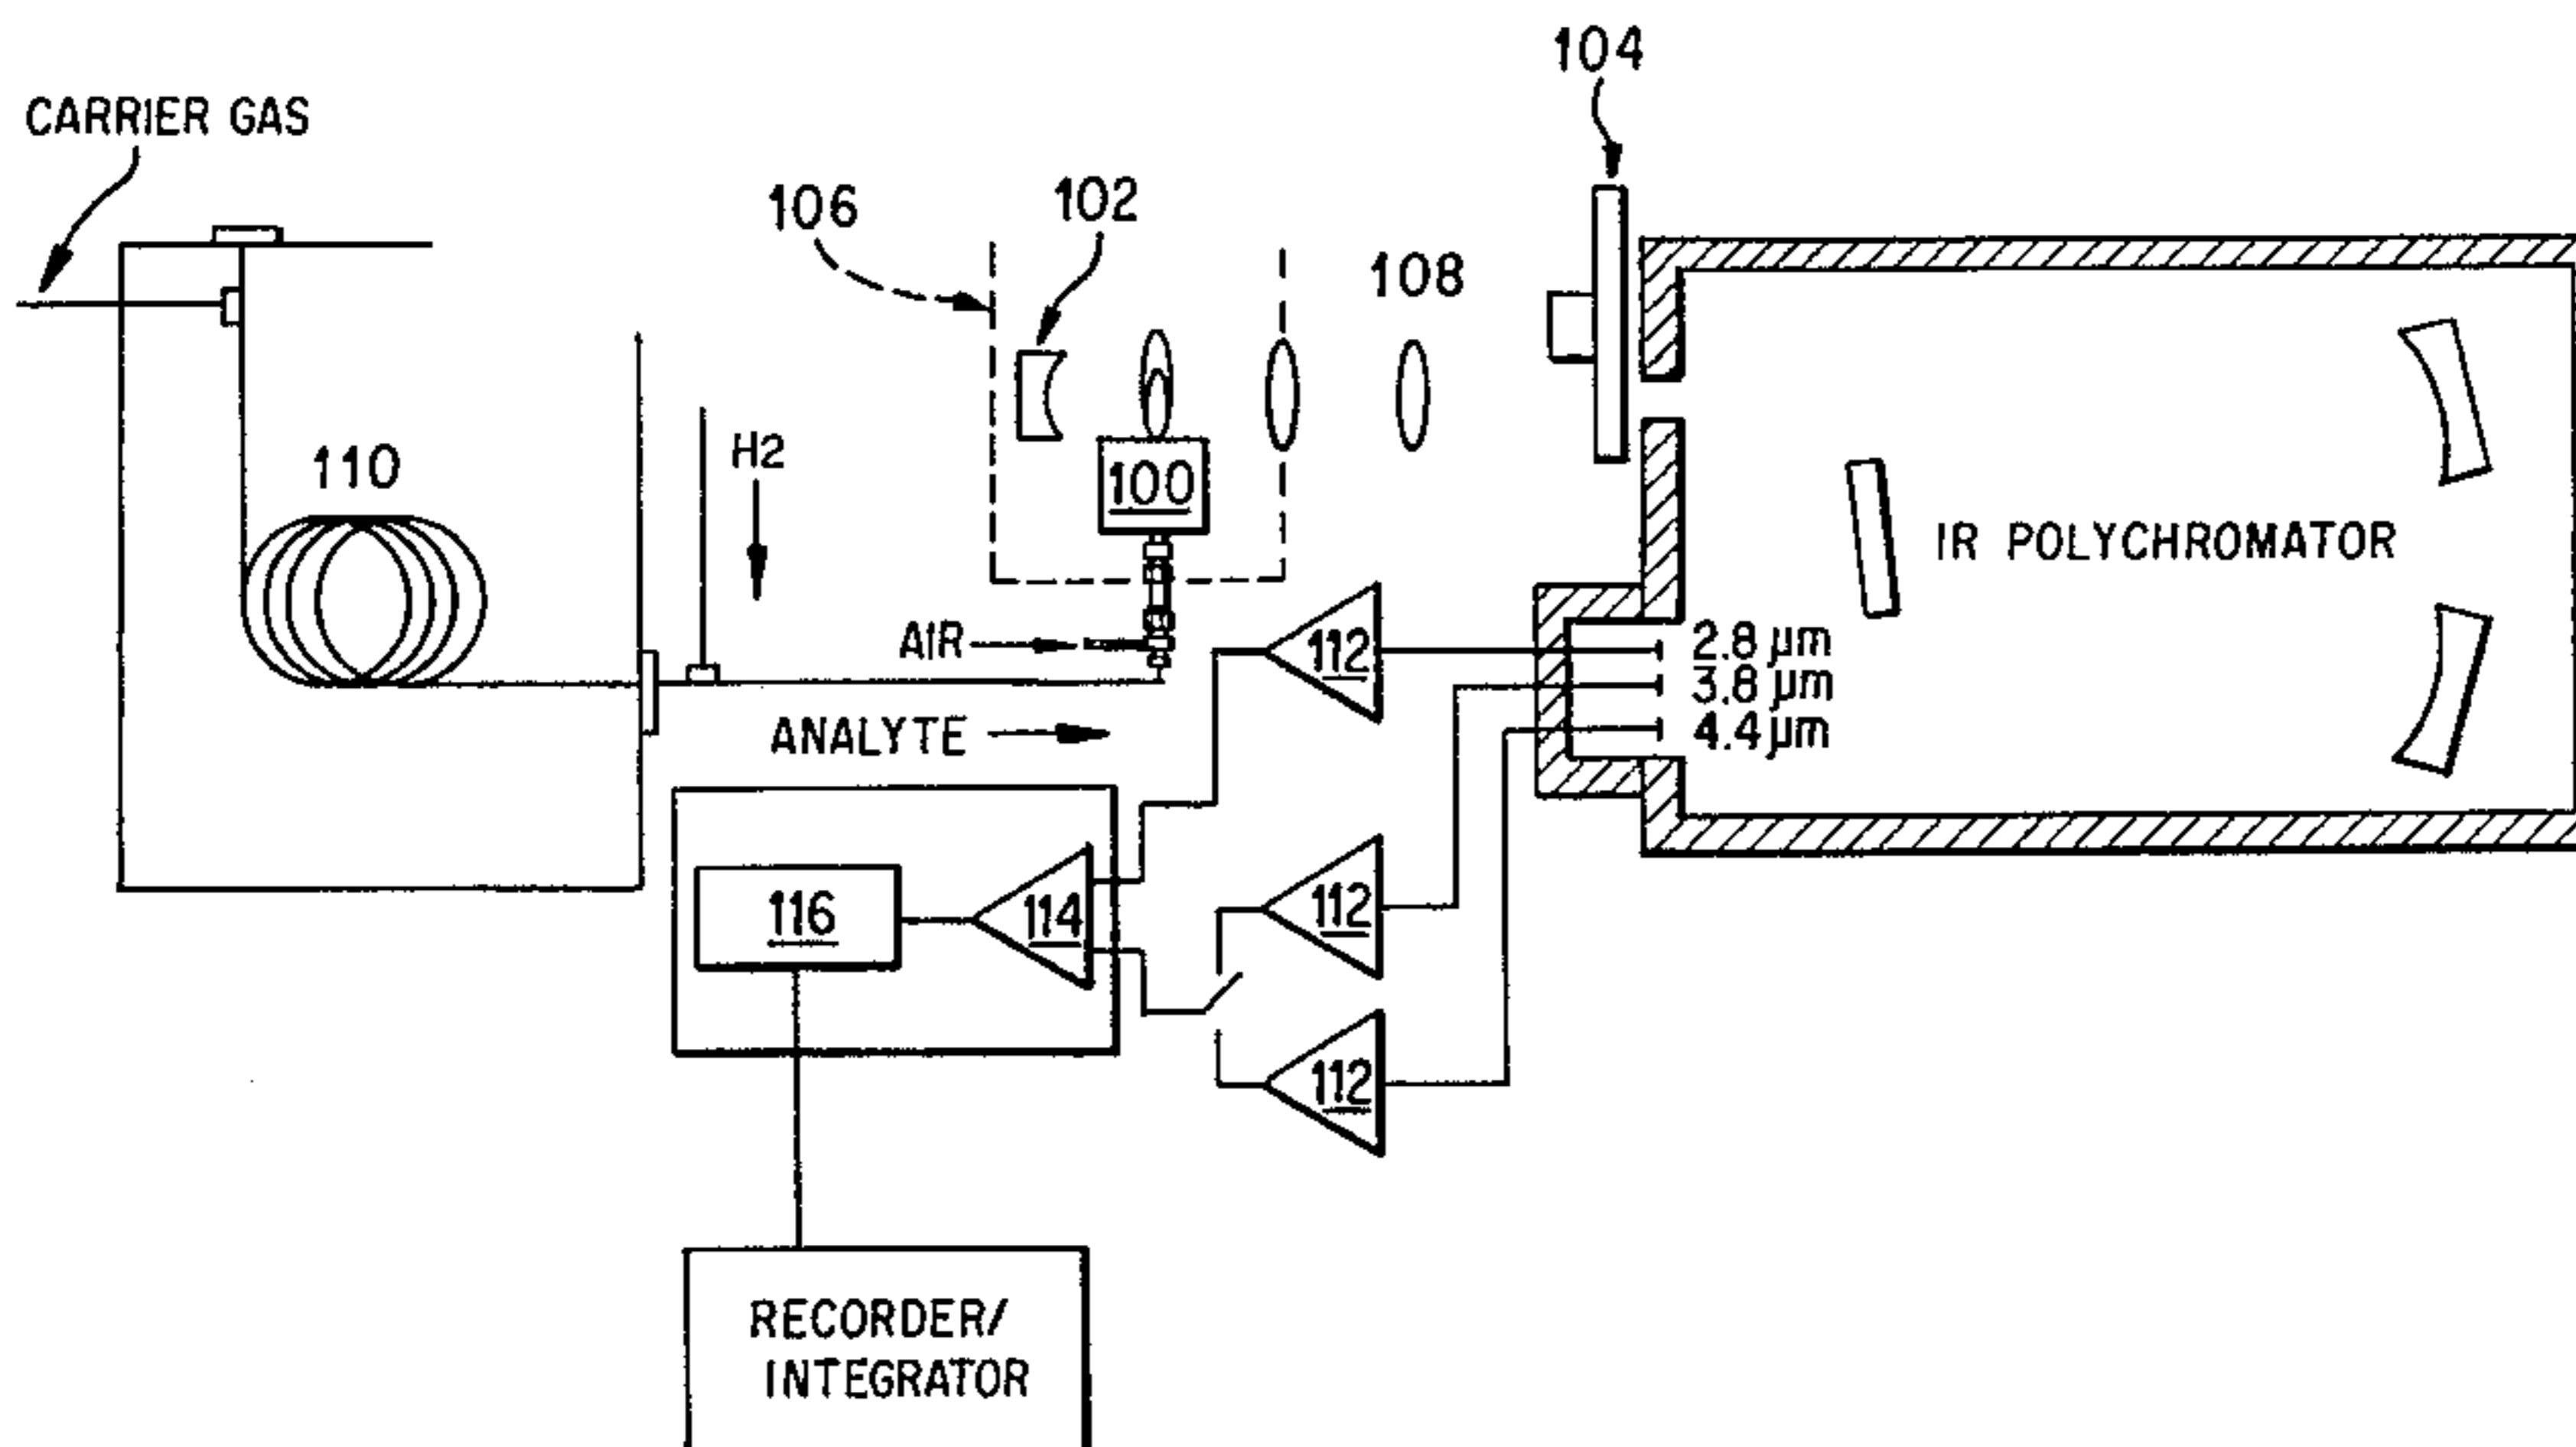 104
CARRIER GAS
106
102
108
H2
110
100
IR POLYCHROMATOR
AIR
112
2.8 µm
3.8 µm
4.4 µm
ANALYTE
116
114
112
112
RECORDER/
INTEGRATOR